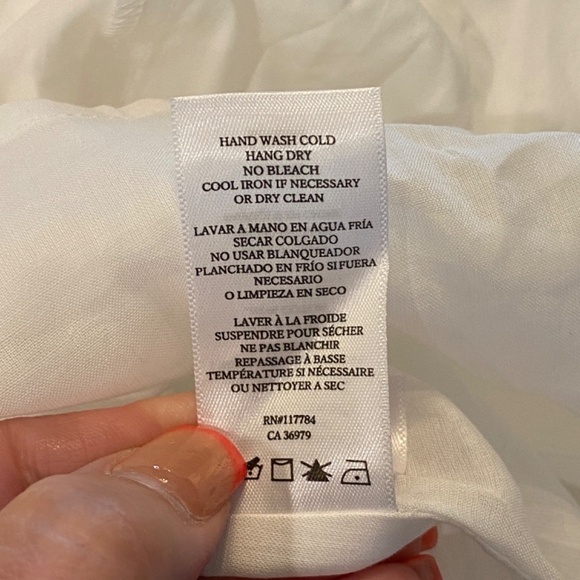 HAND WASH COLD
HANG DRY
NO BLEACH
COOL IRON IF NECESSARY
OR DRY CLEAN
LAVAR A MANO EN AGUA FRÍA
SECAR COLGADO
NO USAR BLANQUEADOR
PLANCHADO EN FRÍO SI FUERA
NECESARIO
O LIMPIEZA EN SECO
LAVER À LA FROIDE
SUSPENDRE POUR SÉCHER
NE PAS BLANCHIR
REPASSAGE À BASSE
TEMPÉRATURE SI NÉCESSAIRE
OU NETTOYER A SEC
RN#117784
CA 36979